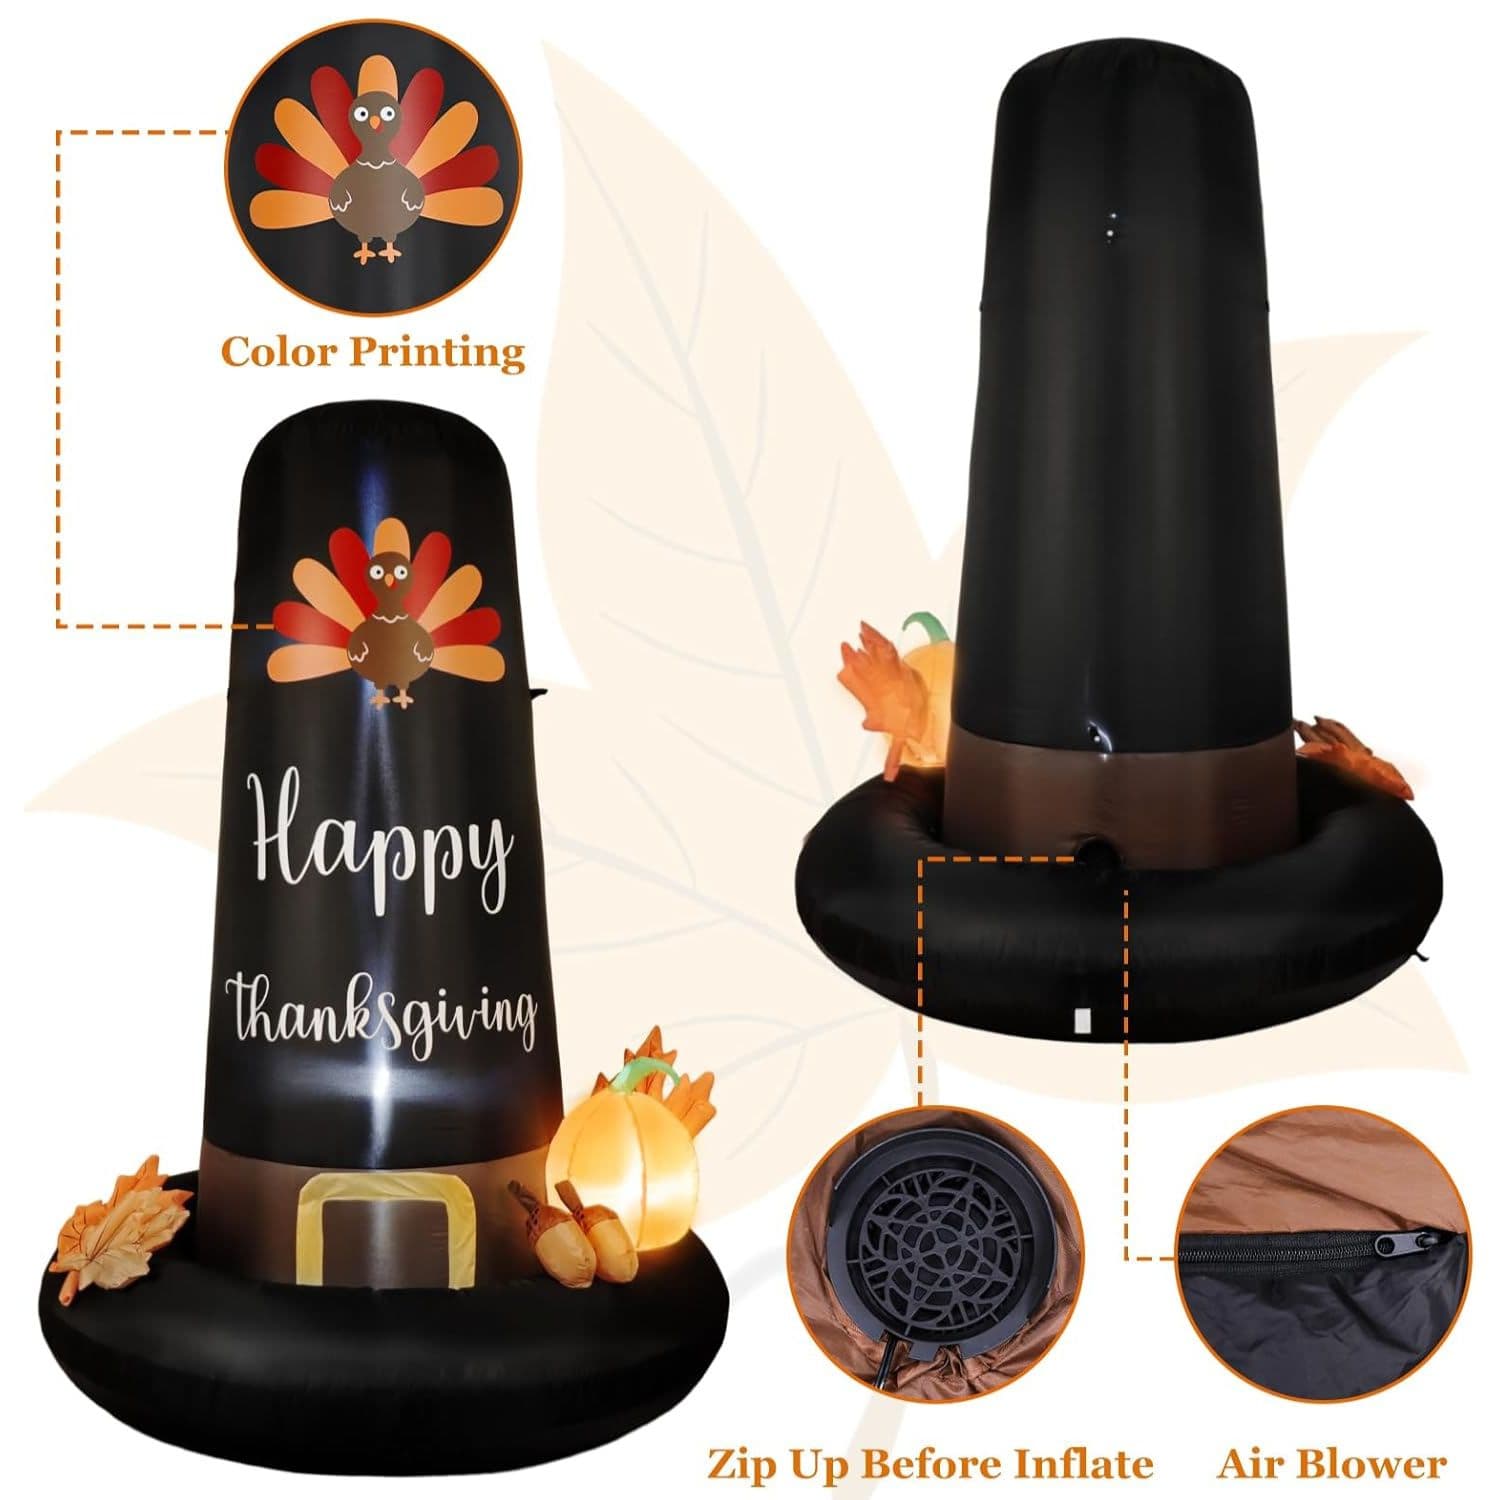 Color Printing
Happy
thanksgiving
Zip Up Before Inflate
Air Blower